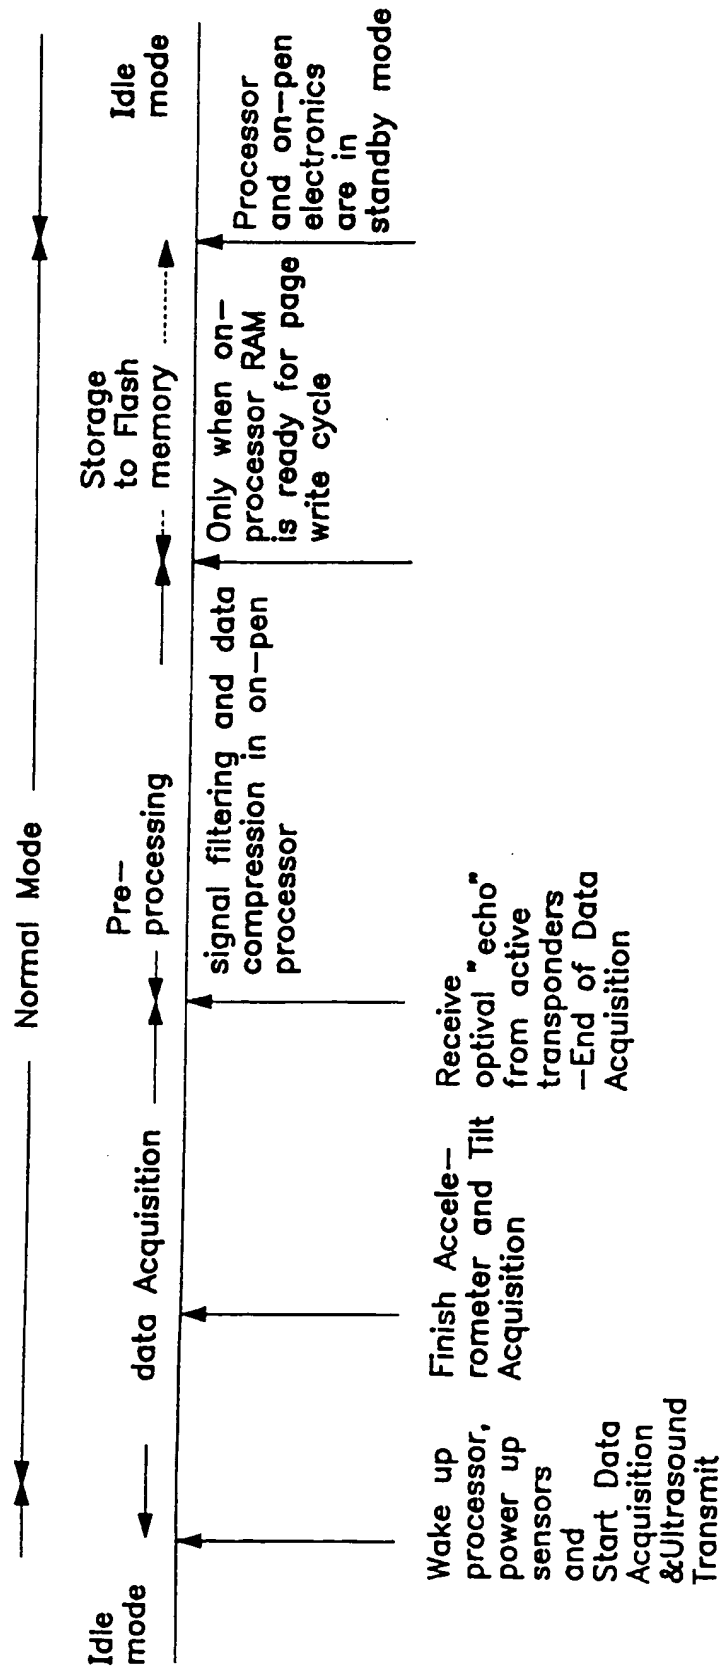 Normal Mode
Idle
mode
data Acquisition
Pre-
processing
Storage
to Flash
memory
Idle
mode
signal filtering and data
compression in on-pen
processor
Only when on-
processor RAM
is ready for page
write cycle
Processor
and on-pen
electronics
are in
standby mode
Wake up
processor,
power up
sensors
and
Start Data
Acquisition
&Ultrasound
Transmit
Finish Accele-
rometer and Tilt
Acquisition
Receive
optival "echo"
from active
transponders
-End of Data
Acquisition